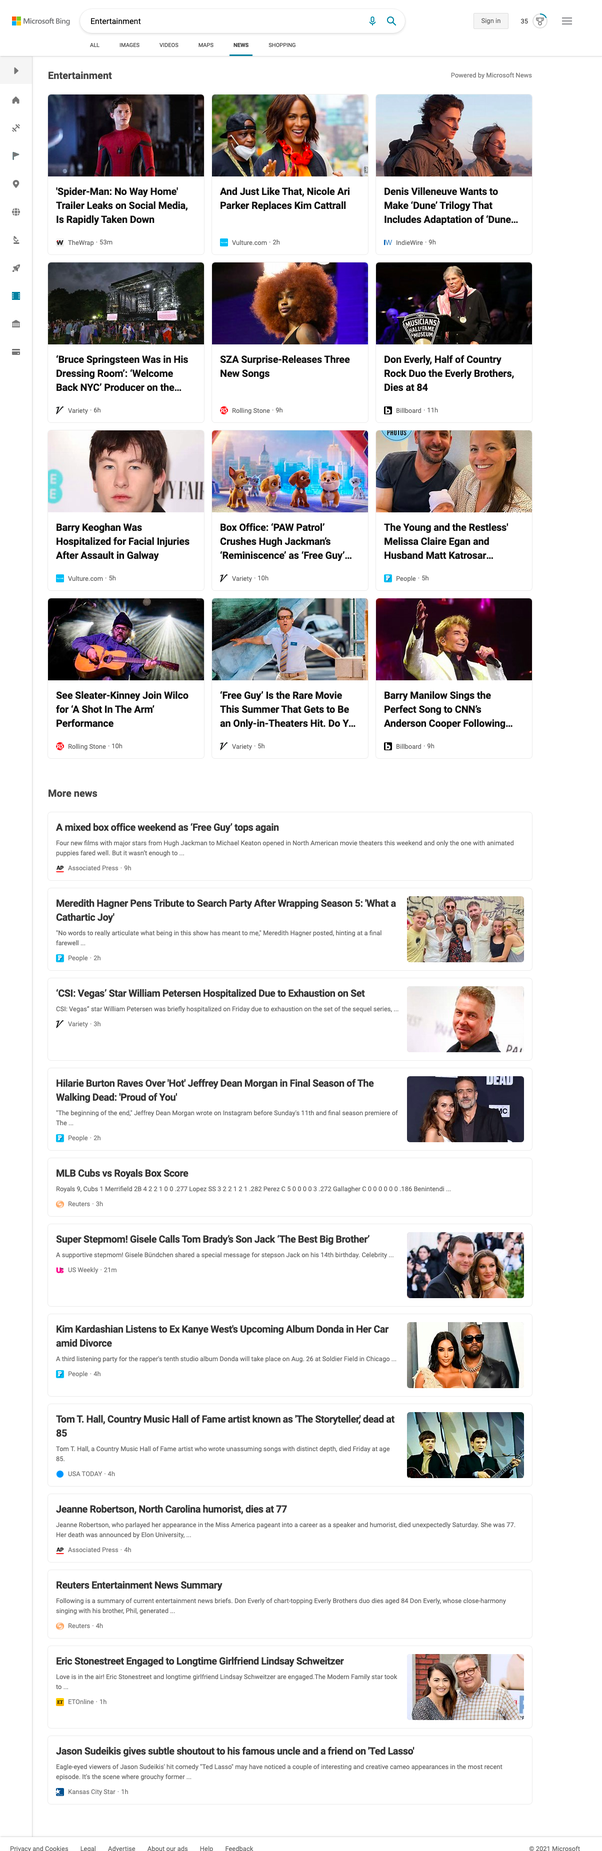 Microsoft Bing
Entertainment
Sign in
35
ALL IMAGES VIDEOS MAPS NEWS SHOPPING
Entertainment
Powered by Microsoft News
'Spider-Man: No Way Home'
Trailer Leaks on Social Media,
Is Rapidly Taken Down
TheWrap · 53m
And Just Like That, Nicole Ari
Parker Replaces Kim Cattrall
Vulture.com · 2h
Denis Villeneuve Wants to
Make ‘Dune’ Trilogy That
Includes Adaptation of ‘Dune...
IndieWire · 9h
MUSICIANS
HALL OF FAME
MUSEUM
‘Bruce Springsteen Was in His
Dressing Room’: ‘Welcome
Back NYC’ Producer on the...
Variety · 6h
SZA Surprise-Releases Three
New Songs
Rolling Stone · 9h
Don Everly, Half of Country
Rock Duo the Everly Brothers,
Dies at 84
Billboard · 11h
PHOTOS
Barry Keoghan Was
Hospitalized for Facial Injuries
After Assault in Galway
Vulture.com · 5h
Box Office: ‘PAW Patrol’
Crushes Hugh Jackman’s
‘Reminiscence’ as ‘Free Guy’...
Variety · 10h
The Young and the Restless'
Melissa Claire Egan and
Husband Matt Katrosar...
People · 5h
See Sleater-Kinney Join Wilco
for ‘A Shot In The Arm’
Performance
Rolling Stone · 10h
‘Free Guy’ Is the Rare Movie
This Summer That Gets to Be
an Only-in-Theaters Hit. Do Y...
Variety · 5h
Barry Manilow Sings the
Perfect Song to CNN’s
Anderson Cooper Following...
Billboard · 9h
More news
A mixed box office weekend as ‘Free Guy’ tops again
Four new films with major stars from Hugh Jackman to Michael Keaton opened in North American movie theaters this weekend and only the one with animated
puppies fared well. But it wasn’t enough to ...
AP Associated Press · 9h
Meredith Hagner Pens Tribute to Search Party After Wrapping Season 5: 'What a
Cathartic Joy'
"No words to really articulate what being in this show has meant to me," Meredith Hagner posted, hinting at a final
farewell ...
People · 2h
‘CSI: Vegas’ Star William Petersen Hospitalized Due to Exhaustion on Set
CSI: Vegas” star William Petersen was briefly hospitalized on Friday due to exhaustion on the set of the sequel series, ...
Variety · 3h
Hilarie Burton Raves Over 'Hot' Jeffrey Dean Morgan in Final Season of The
Walking Dead: 'Proud of You'
"The beginning of the end," Jeffrey Dean Morgan wrote on Instagram before Sunday's 11th and final season premiere of
The ...
People · 2h
DEAD
AMC
MLB Cubs vs Royals Box Score
Royals 9, Cubs 1 Merrifield 2B 4 2 2 1 0 0 .277 Lopez SS 3 2 2 1 2 1 .282 Perez C 5 0 0 0 0 3 .272 Gallagher C 0 0 0 0 0 0 .186 Benintendi ...
Reuters · 3h
Super Stepmom! Gisele Calls Tom Brady’s Son Jack ‘The Best Big Brother’
A supportive stepmom! Gisele Bündchen shared a special message for stepson Jack on his 14th birthday. Celebrity ...
US Weekly · 21m
Kim Kardashian Listens to Ex Kanye West's Upcoming Album Donda in Her Car
amid Divorce
A third listening party for the rapper's tenth studio album Donda will take place on Aug. 26 at Soldier Field in Chicago ...
People · 4h
Tom T. Hall, Country Music Hall of Fame artist known as 'The Storyteller,' dead at
85
Tom T. Hall, a Country Music Hall of Fame artist who wrote unassuming songs with distinct depth, died Friday at age
85.
USA TODAY · 4h
Jeanne Robertson, North Carolina humorist, dies at 77
Jeanne Robertson, who parlayed her appearance in the Miss America pageant into a career as a speaker and humorist, died unexpectedly Saturday. She was 77.
Her death was announced by Elon University, ...
AP Associated Press · 4h
Reuters Entertainment News Summary
Following is a summary of current entertainment news briefs. Don Everly of chart-topping Everly Brothers duo dies aged 84 Don Everly, whose close-harmony
singing with his brother, Phil, generated ...
Reuters · 4h
Eric Stonestreet Engaged to Longtime Girlfriend Lindsay Schweitzer
Love is in the air! Eric Stonestreet and longtime girlfriend Lindsay Schweitzer are engaged.The Modern Family star took
to ...
ET ETOnline · 1h
Jason Sudeikis gives subtle shoutout to his famous uncle and a friend on 'Ted Lasso'
Eagle-eyed viewers of Jason Sudeikis’ hit comedy “Ted Lasso” may have noticed a couple of interesting and creative cameo appearances in the most recent
episode. It's the scene where grouchy former ...
Kansas City Star · 1h
Privacy and Cookies Legal Advertise About our ads Help Feedback
© 2021 Microsoft